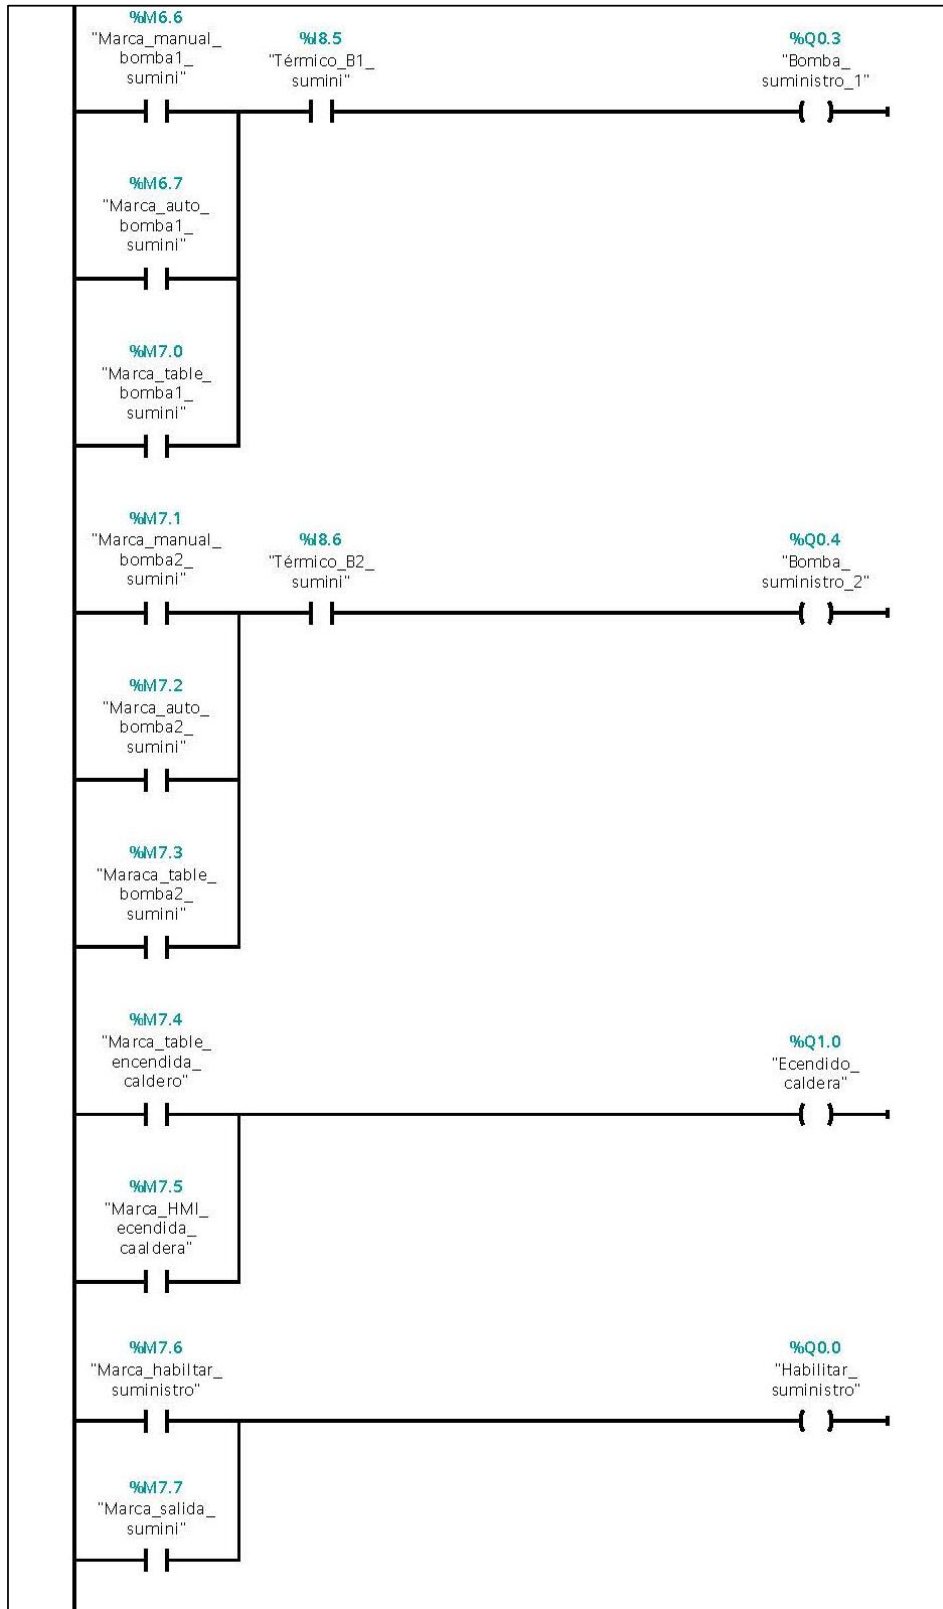 %M6.6
"Marca_manual_
bomba1_
sumini"
%I8.5
"Térmico_B1_
sumini"
%Q0.3
"Bomba_
suministro_1"
%M6.7
"Marca_auto_
bomba1_
sumini"
%M7.0
"Marca_table_
bomba1_
sumini"
%M7.1
"Marca_manual_
bomba2_
sumini"
%I8.6
"Térmico_B2_
sumini"
%Q0.4
"Bomba_
suministro_2"
%M7.2
"Marca_auto_
bomba2_
sumini"
%M7.3
"Maraca_table_
bomba2_
sumini"
%M7.4
"Marca_table_
encendida_
caldero"
%Q1.0
"Ecendido_
caldera"
%M7.5
"Marca_HMI_
ecendida_
caaldera"
%M7.6
"Marca_habiltar_
suministro"
%Q0.0
"Habilitar_
suministro"
%M7.7
"Marca_salida_
sumini"